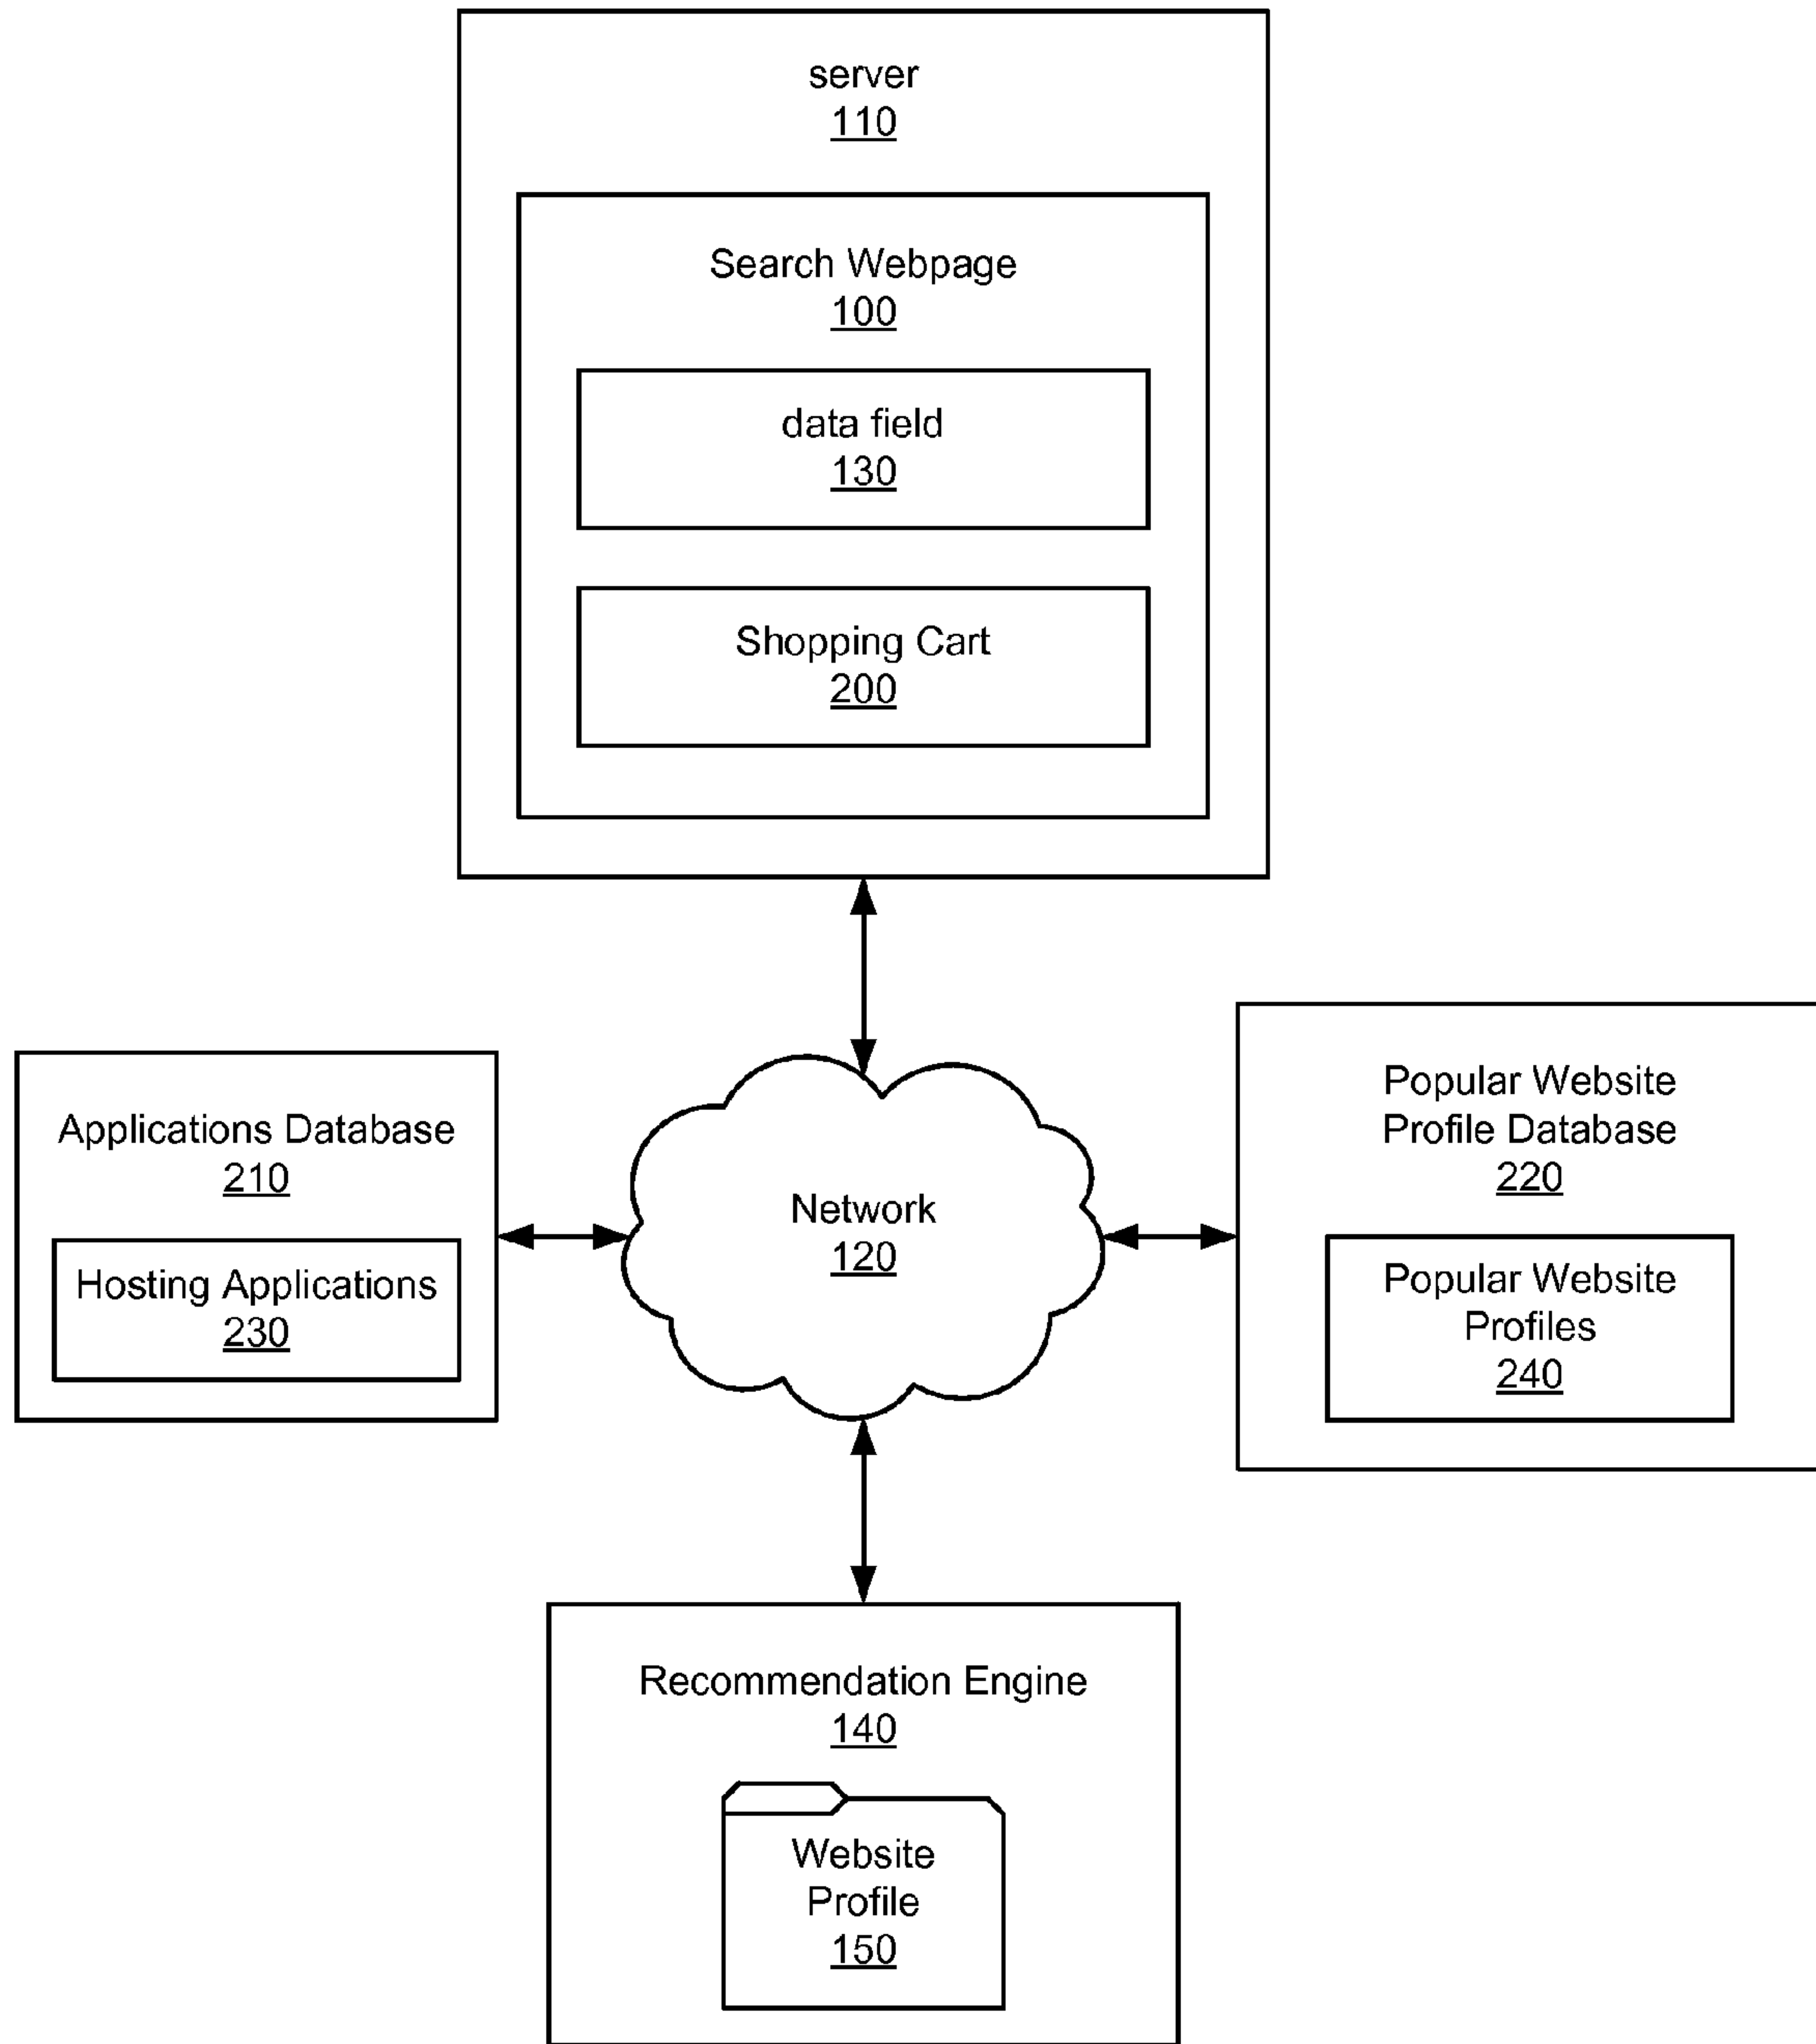 server
110
Search Webpage
100
data field
130
Shopping Cart
200
Applications Database
210
Hosting Applications
230
Network
120
Popular Website
Profile Database
220
Popular Website
Profiles
240
Recommendation Engine
140
Website
Profile
150